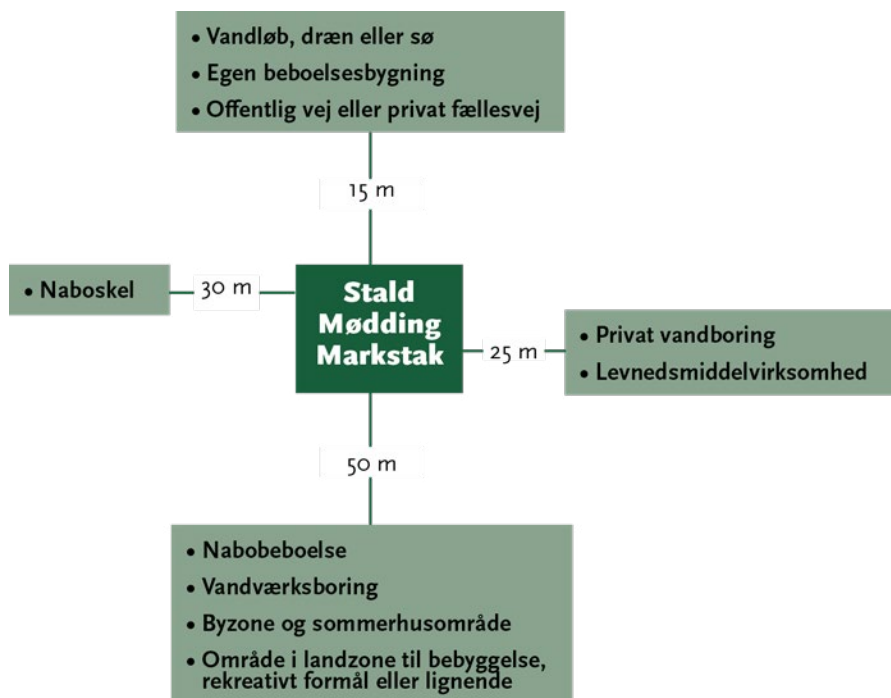 • Vandløb, dræn eller sø
• Egen beboelsesbygning
• Offentlig vej eller privat fællesvej
15 m
• Naboskel
30 m
Stald
Mødding
Markstak
25 m
• Privat vandboring
• Levnedsmiddelvirksomhed
50 m
• Nabobeboelse
• Vandværksboring
• Byzone og sommerhusområde
• Område i landzone til bebyggelse,
rekreativt formål eller lignende